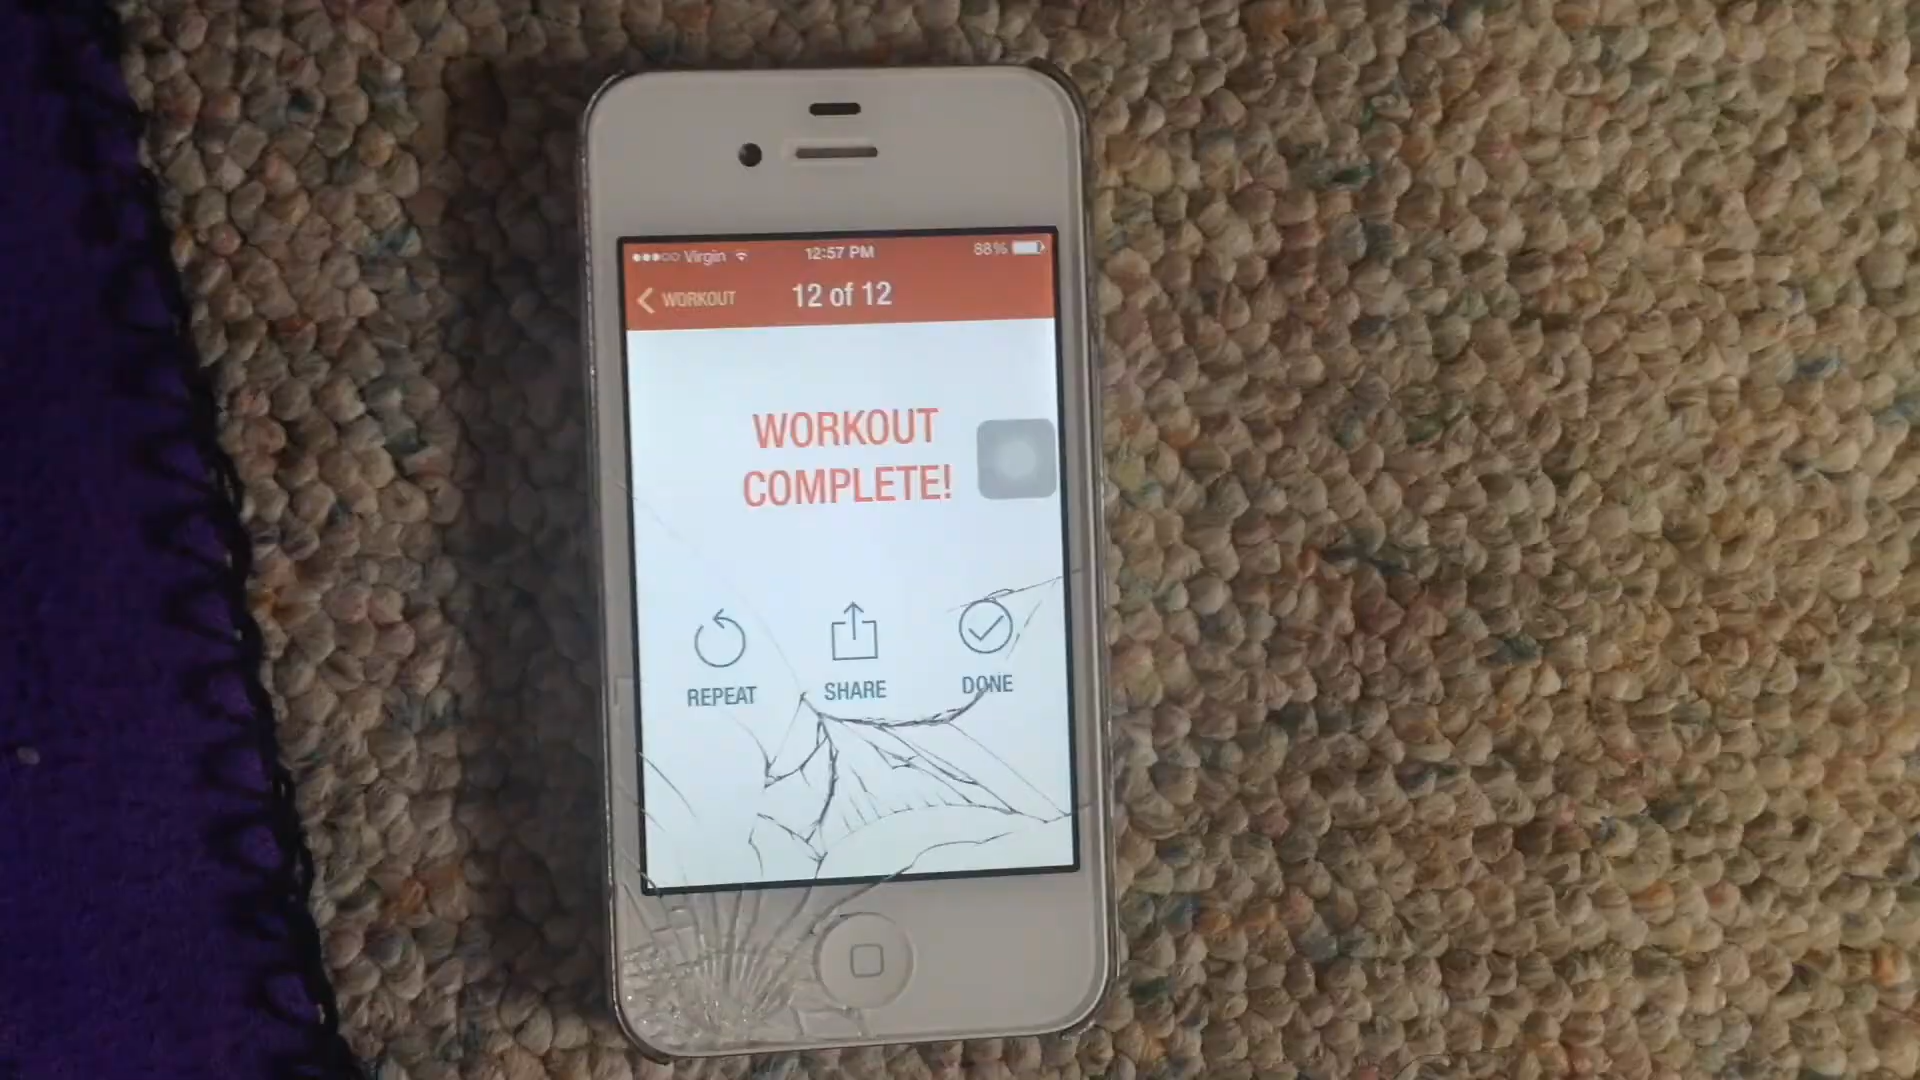 Virgin 12:57 PM 88%
WORKOUT 12 of 12
WORKOUT
COMPLETE!
REPEAT SHARE DONE